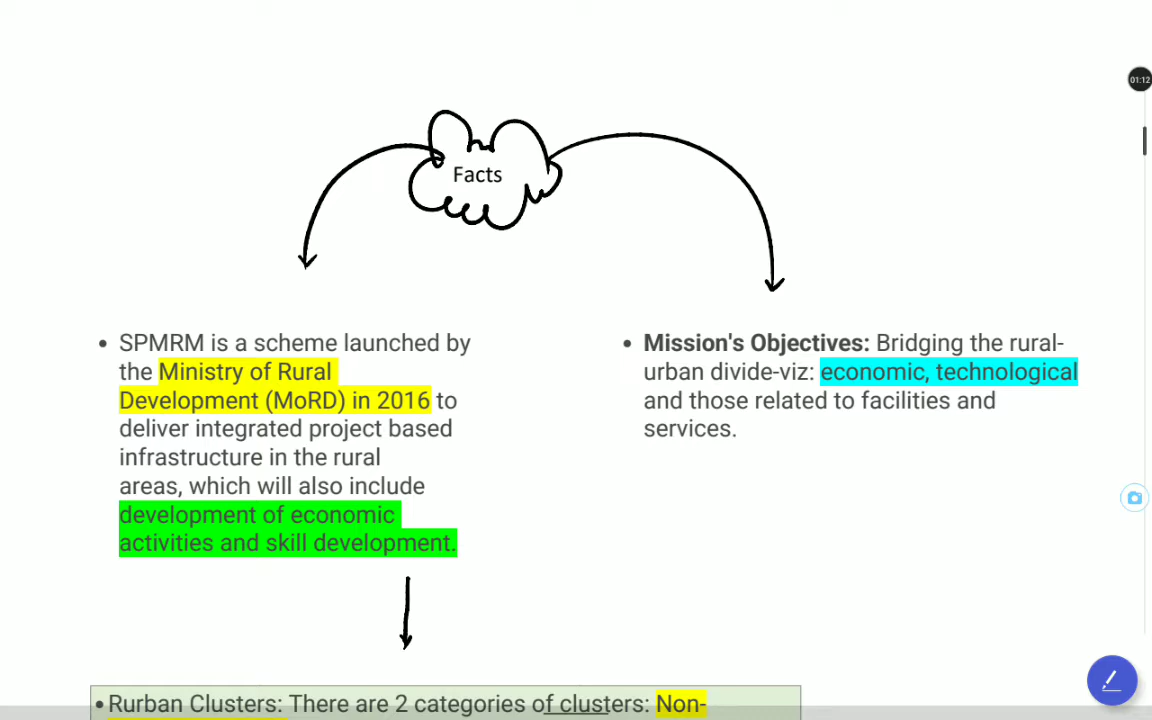 01:12
Facts
• SPMRM is a scheme launched by
the Ministry of Rural
Development (MoRD) in 2016 to
deliver integrated project based
infrastructure in the rural
areas, which will also include
development of economic
activities and skill development.
• Mission's Objectives: Bridging the rural-
urban divide-viz: economic, technological
and those related to facilities and
services.
• Rurban Clusters: There are 2 categories of clusters: Non-